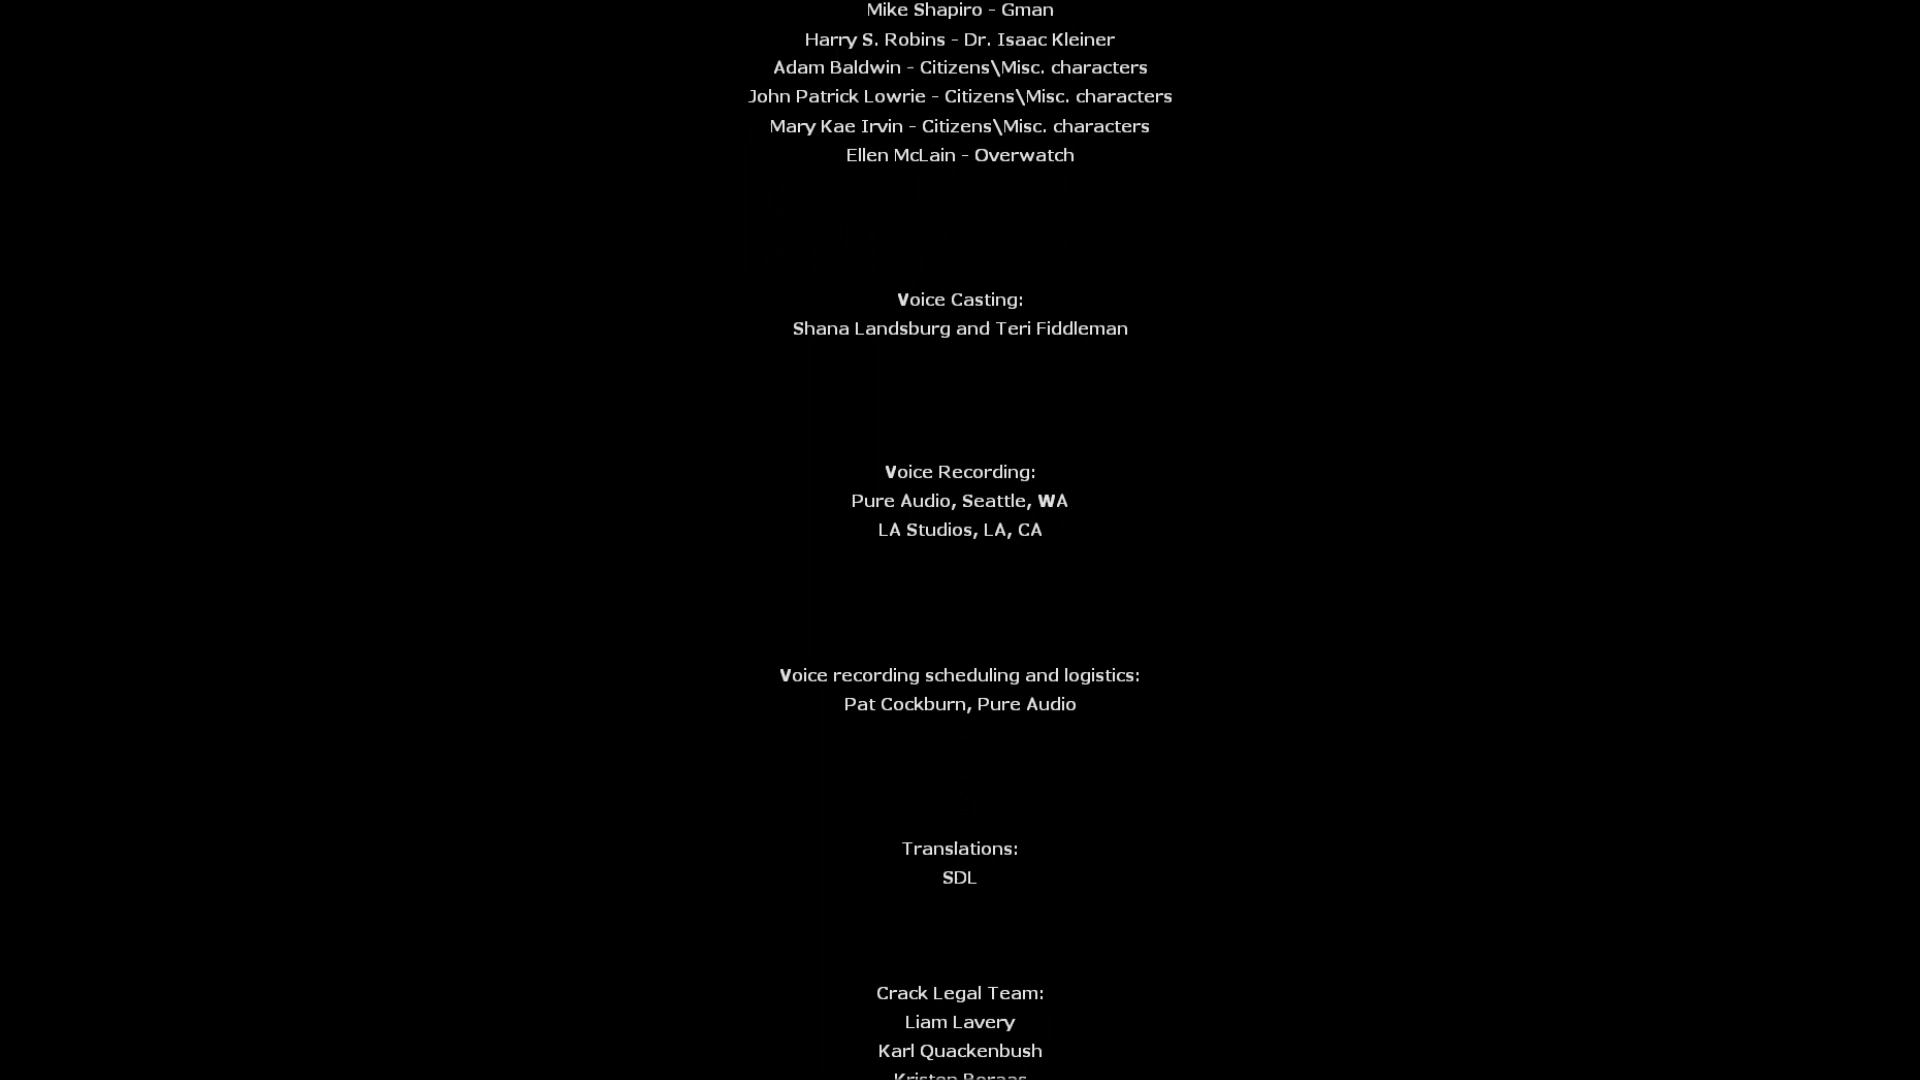 Mike Shapiro - Gman
Harry S. Robins - Dr. Isaac Kleiner
Adam Baldwin - Citizens\Misc. characters
John Patrick Lowrie - Citizens\Misc. characters
Mary Kae Irvin - Citizens\Misc. characters
Ellen McLain - Overwatch
Voice Casting:
Shana Landsburg and Teri Fiddleman
Voice Recording:
Pure Audio, Seattle, WA
LA Studios, LA, CA
Voice recording scheduling and logistics:
Pat Cockburn, Pure Audio
Translations:
SDL
Crack Legal Team:
Liam Lavery
Karl Quackenbush
Kristen Boraas